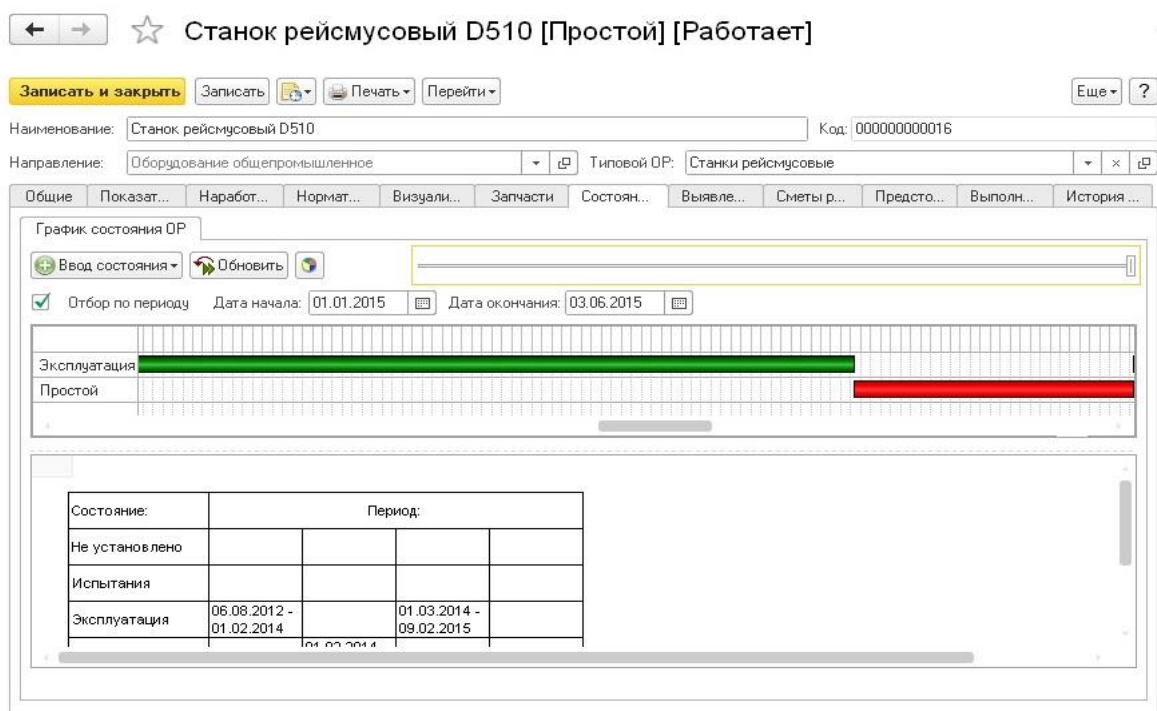 Станок рейсмусовый D510 [Простой] [Работает]
Записать и закрыть Записать Печать Перейти Еще ?
Наименование: Станок рейсмусовый D510 Код: 000000000016
Направление: Оборудование общепромышленное Типовой ОР: Станки рейсмусовые
Общие Показат... Наработ... Нормат... Визуали... Запчасти Состоян... Выявле... Сметы р... Предсто... Выполн... История ...
График состояния ОР
Ввод состояния Обновить
Отбор по периоду Дата начала: 01.01.2015 Дата окончания: 03.06.2015
Эксплуатация
Простой
Состояние: Период:
Не установлено
Испытания
Эксплуатация 06.08.2012 - 01.02.2014 01.03.2014 - 09.02.2015